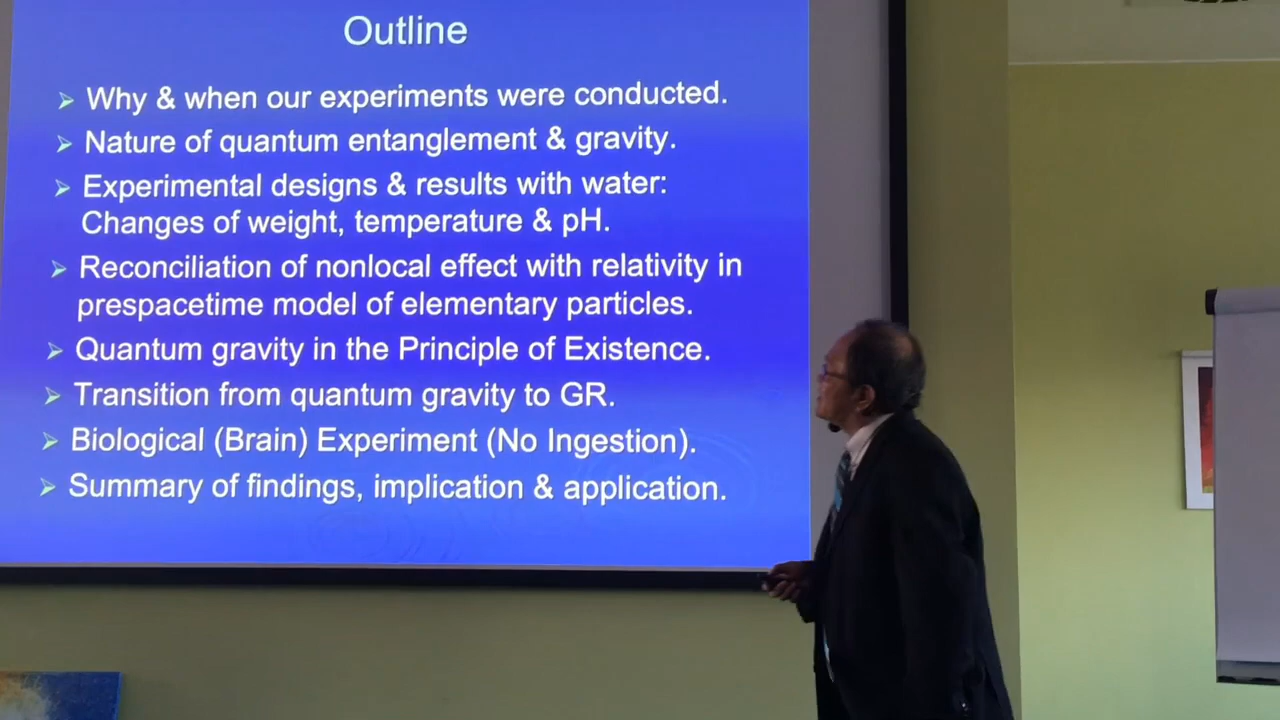 Outline
➢ Why & when our experiments were conducted.
➢ Nature of quantum entanglement & gravity.
➢ Experimental designs & results with water:
Changes of weight, temperature & pH.
➢ Reconciliation of nonlocal effect with relativity in
prespacetime model of elementary particles.
➢ Quantum gravity in the Principle of Existence.
➢ Transition from quantum gravity to GR.
➢ Biological (Brain) Experiment (No Ingestion).
➢ Summary of findings, implication & application.